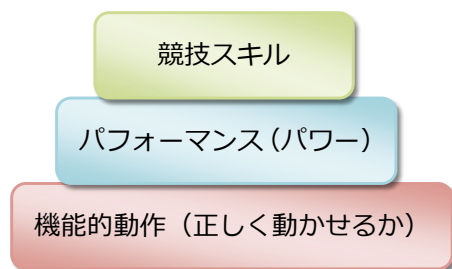 競技スキル
パフォーマンス（パワー）
機能的動作（正しく動かせるか）